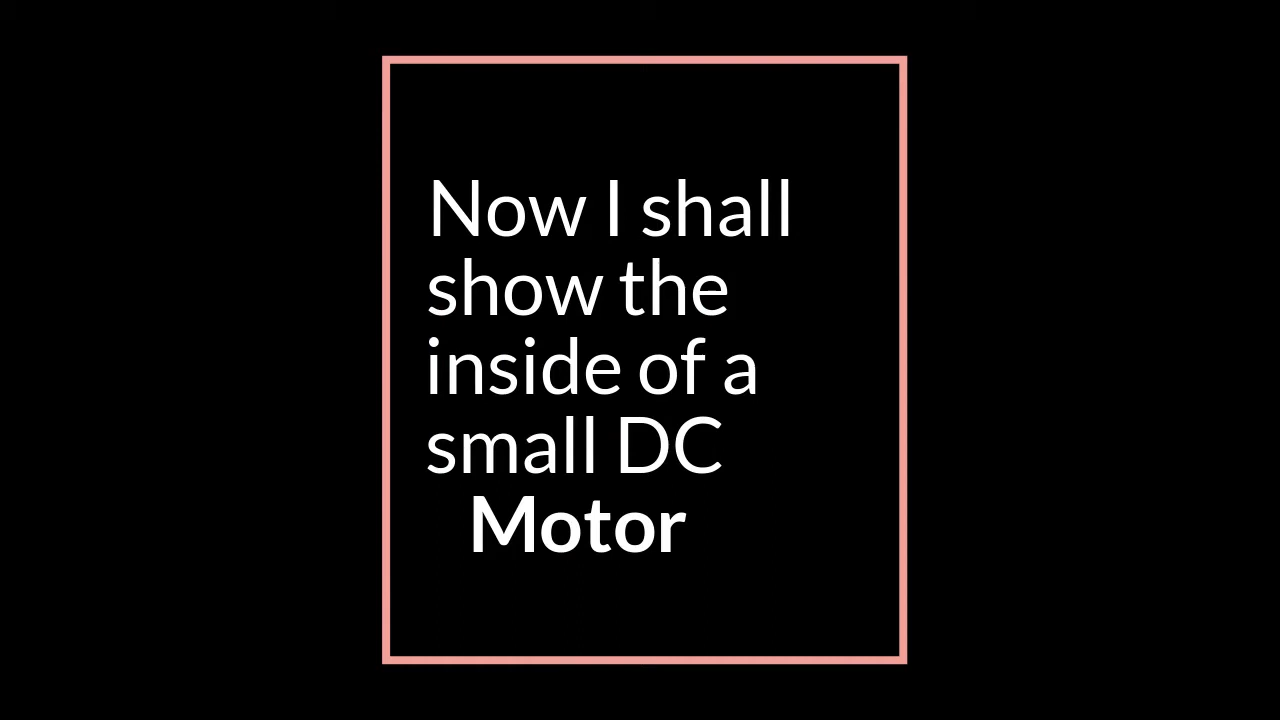 Now I shall
show the
inside of a
small DC
Motor